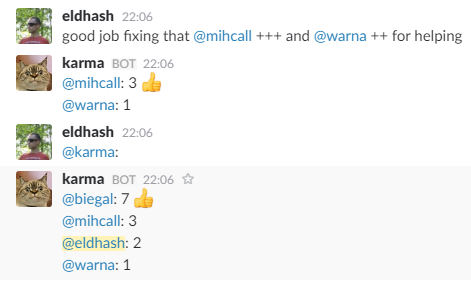 eldhash 22:06
good job fixing that @mihcall +++ and @warna ++ for helping
karma BOT 22:06
@mihcall: 3 👍
@warna: 1
eldhash 22:06
@karma:
karma BOT 22:06 ☆
@biegal: 7 👍
@mihcall: 3
@eldhash: 2
@warna: 1